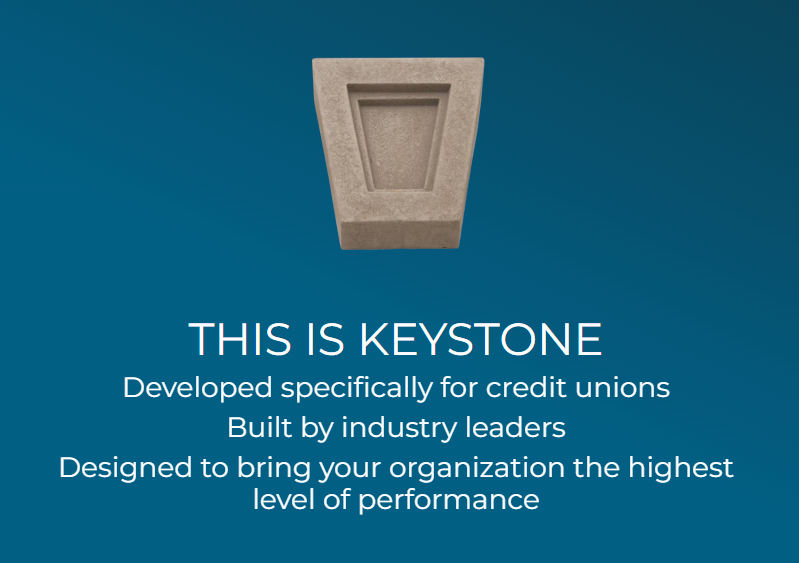 THIS IS KEYSTONE
Developed specifically for credit unions
Built by industry leaders
Designed to bring your organization the highest
level of performance